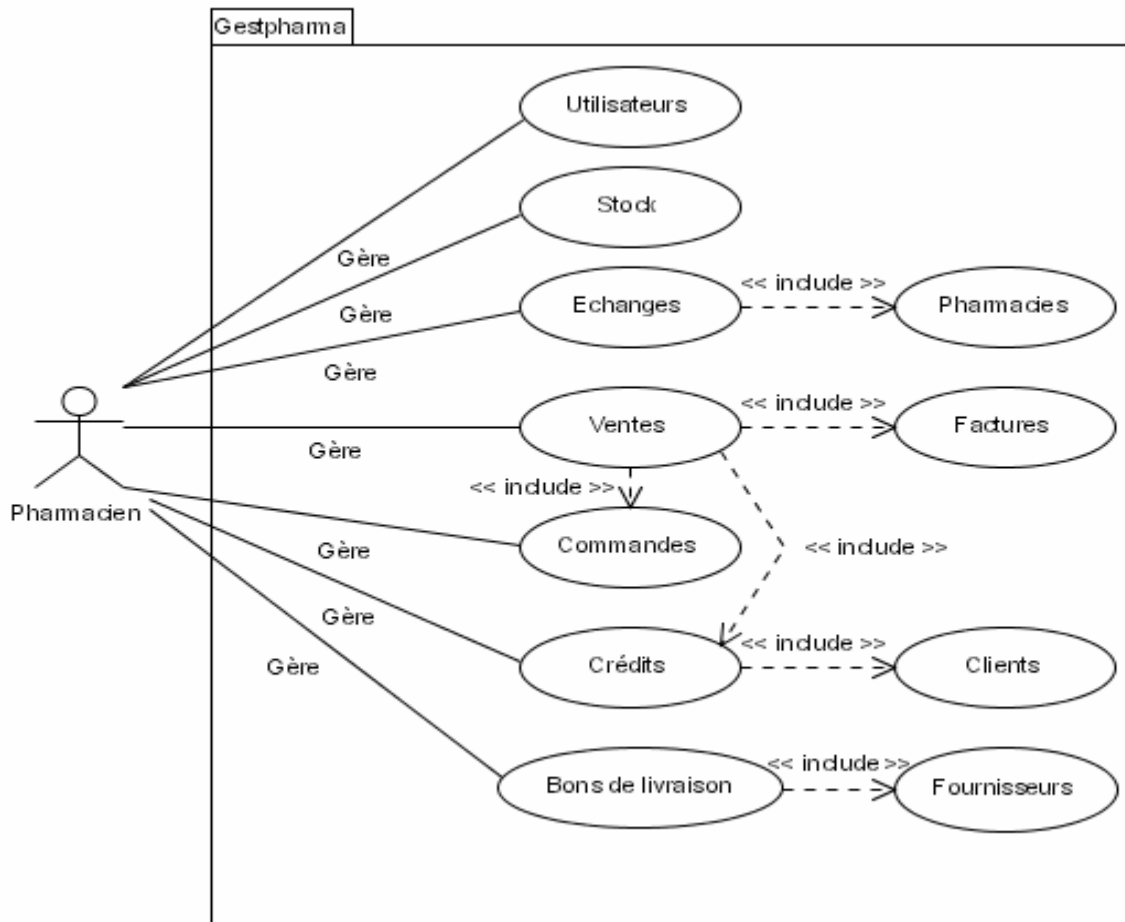 Gestpharma
Utilisateurs
Stock
Gère
<< include >>
Echanges
Pharmacies
Gère
Gère
<< include >>
Ventes
Factures
Gère
<< include >>
Pharmacien
Commandes
<< include >>
Gère
Gère
<< include >>
Crédits
Clients
Gère
<< include >>
Bons de livraison
Fournisseurs